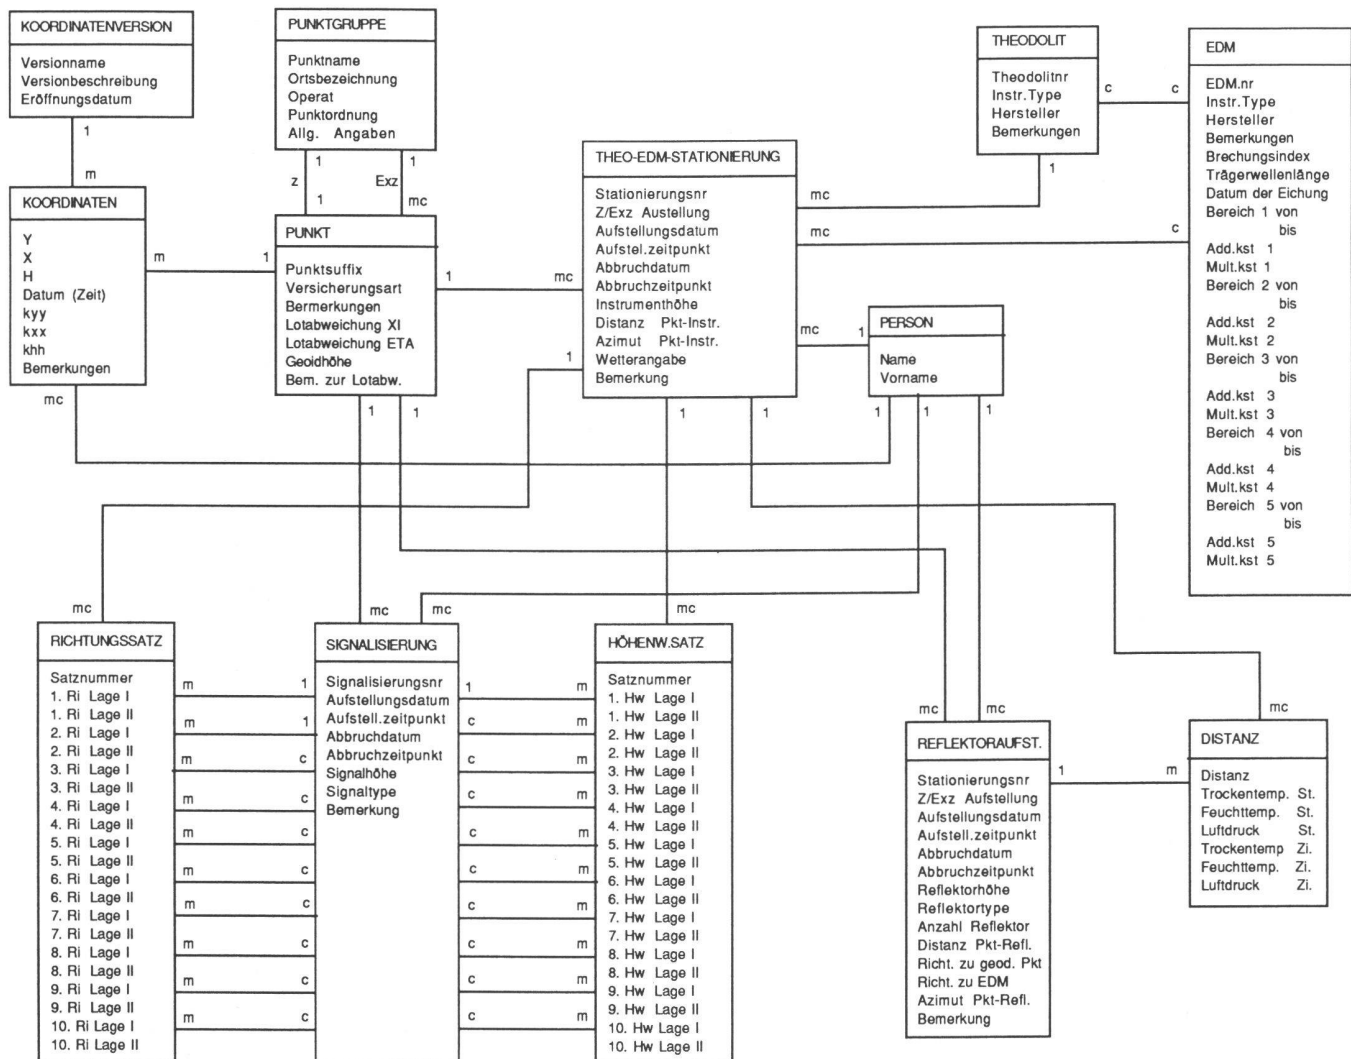 KOORDINATENVERSION
Versionname
Versionbeschreibung
Eröffnungsdatum
1
m
KOORDINATEN
Y
X
H
Datum (Zeit)
kyy
kxx
khh
Bemerkungen
m
1
mc
PUNKTGRUPPE
Punktname
Ortsbezeichnung
Operat
Punktordnung
Allg. Angaben
1
1
z
Exz
1
mc
PUNKT
Punktsuffix
Versicherungsart
Bermerkungen
Lotabweichung XI
Lotabweichung ETA
Geoidhöhe
Bem. zur Lotabw.
1
mc
1
1
1
THEO-EDM-STATIONIERUNG
Stationierungsnr
Z/Exz Austellung
Aufstellungsdatum
Aufstel.zeitpunkt
Abbruchdatum
Abbruchzeitpunkt
Instrumenthöhe
Distanz Pkt-Instr.
Azimut Pkt-Instr.
Wetterangabe
Bemerkung
mc
mc
mc
1
1
1
THEODOLIT
Theodolitnr
Instr.Type
Hersteller
Bemerkungen
c
c
1
c
EDM
EDM.nr
Instr.Type
Hersteller
Bemerkungen
Brechungsindex
Trägerwellenlänge
Datum der Eichung
Bereich 1 von
bis
Add.kst 1
Mult.kst 1
Bereich 2 von
bis
Add.kst 2
Mult.kst 2
Bereich 3 von
bis
Add.kst 3
Mult.kst 3
Bereich 4 von
bis
Add.kst 4
Mult.kst 4
Bereich 5 von
bis
Add.kst 5
Mult.kst 5
PERSON
Name
Vorname
1
1
1
mc
mc
mc
mc
mc
mc
mc
RICHTUNGSSATZ
Satznummer
1. Ri Lage I
1. Ri Lage II
2. Ri Lage I
2. Ri Lage II
3. Ri Lage I
3. Ri Lage II
4. Ri Lage I
4. Ri Lage II
5. Ri Lage I
5. Ri Lage II
6. Ri Lage I
6. Ri Lage II
7. Ri Lage I
7. Ri Lage II
8. Ri Lage I
8. Ri Lage II
9. Ri Lage I
9. Ri Lage II
10. Ri Lage I
10. Ri Lage II
m 1
m 1
m c
m c
m c
m c
m c
m c
m c
m c
SIGNALISIERUNG
Signalisierungsnr
Aufstellungsdatum
Aufstell.zeitpunkt
Abbruchdatum
Abbruchzeitpunkt
Signalhöhe
Signaltype
Bemerkung
1 m
c m
c m
c m
c m
c m
c m
c m
c m
c m
HÖHENW.SATZ
Satznummer
1. Hw Lage I
1. Hw Lage II
2. Hw Lage I
2. Hw Lage II
3. Hw Lage I
3. Hw Lage II
4. Hw Lage I
4. Hw Lage II
5. Hw Lage I
5. Hw Lage II
6. Hw Lage I
6. Hw Lage II
7. Hw Lage I
7. Hw Lage II
8. Hw Lage I
8. Hw Lage II
9. Hw Lage I
9. Hw Lage II
10. Hw Lage I
10. Hw Lage II
REFLEKTORAUFST.
Stationierungsnr
Z/Exz Aufstellung
Aufstellungsdatum
Aufstell.zeitpunkt
Abbruchdatum
Abbruchzeitpunkt
Reflektorhöhe
Reflektortype
Anzahl Reflektor
Distanz Pkt-Refl.
Richt. zu geod. Pkt
Richt. zu EDM
Azimut Pkt-Refl.
Bemerkung
1 m
DISTANZ
Distanz
Trockentemp. St.
Feuchttemp. St.
Luftdruck St.
Trockentemp Zi.
Feuchttemp. Zi.
Luftdruck Zi.